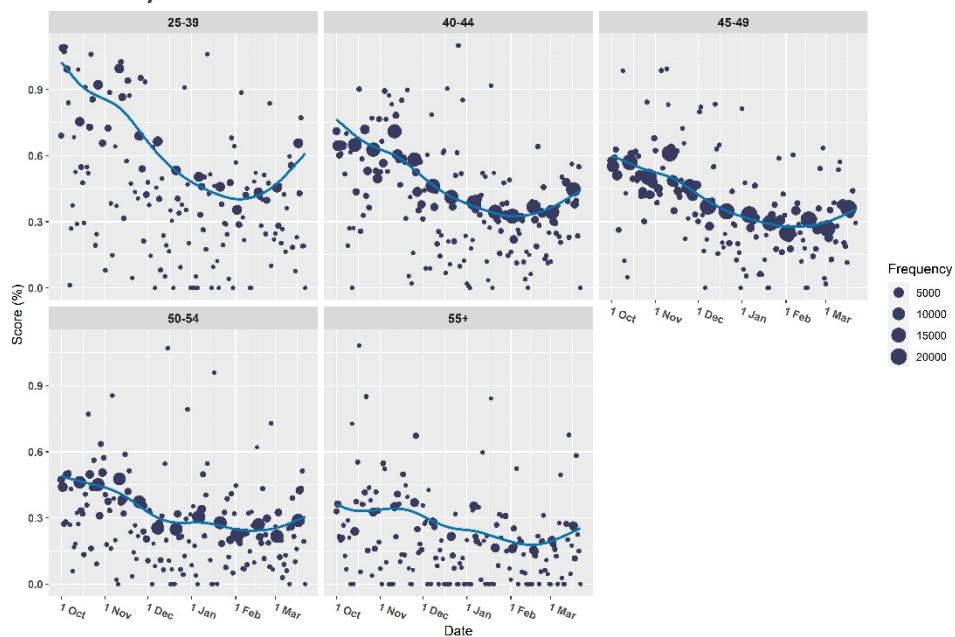 25-39 40-44 45-49
0.9
0.6
0.3
0.0
1 Oct 1 Nov 1 Dec 1 Jan 1 Feb 1 Mar
Score (%)
Frequency
5000
10000
15000
20000
50-54 55+
0.9
0.6
0.3
0.0
1 Oct 1 Nov 1 Dec 1 Jan 1 Feb 1 Mar 1 Oct 1 Nov 1 Dec 1 Jan 1 Feb 1 Mar
Date